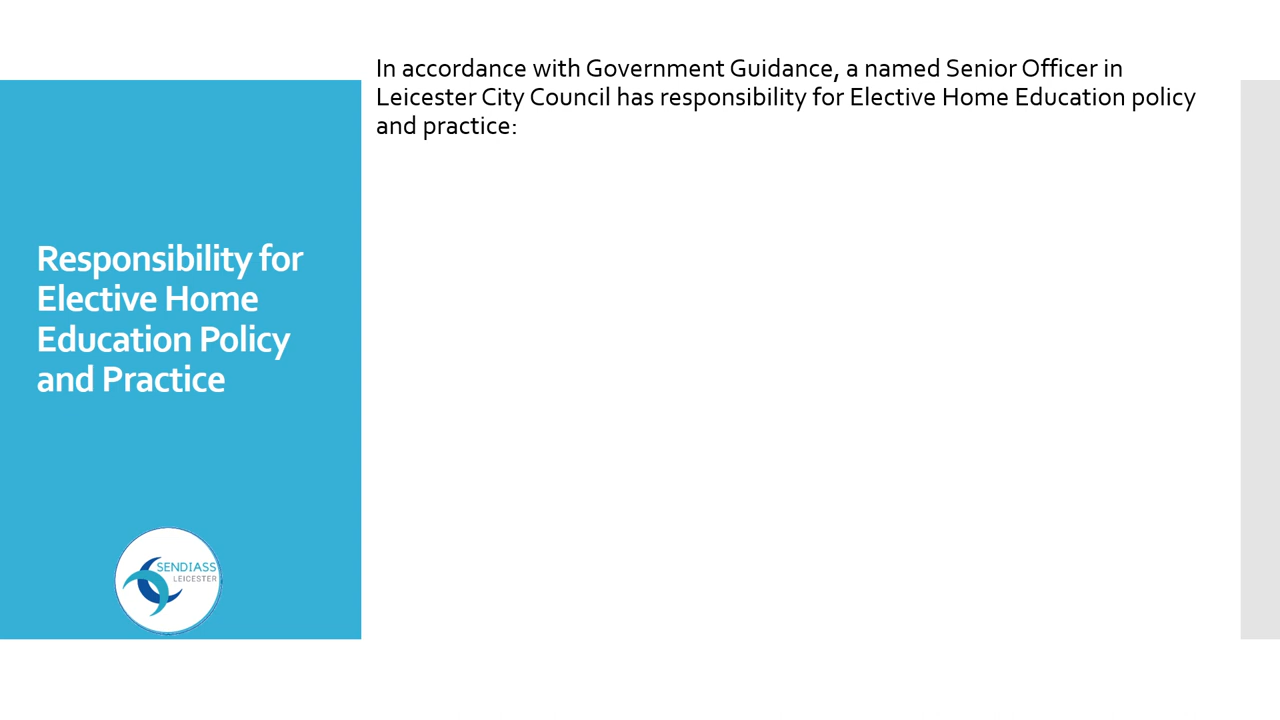 In accordance with Government Guidance, a named Senior Officer in
Leicester City Council has responsibility for Elective Home Education policy
and practice:
Responsibility for
Elective Home
Education Policy
and Practice
SENDIASS
LEICESTER